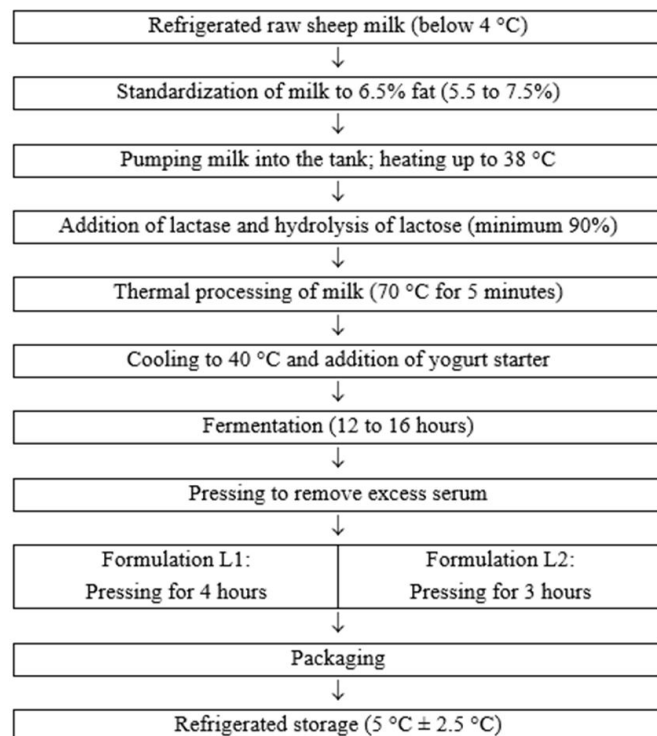 Refrigerated raw sheep milk (below 4 °C)
↓
Standardization of milk to 6.5% fat (5.5 to 7.5%)
↓
Pumping milk into the tank; heating up to 38 °C
↓
Addition of lactase and hydrolysis of lactose (minimum 90%)
↓
Thermal processing of milk (70 °C for 5 minutes)
↓
Cooling to 40 °C and addition of yogurt starter
↓
Fermentation (12 to 16 hours)
↓
Pressing to remove excess serum
↓
Formulation L1:
Pressing for 4 hours
Formulation L2:
Pressing for 3 hours
↓
Packaging
↓
Refrigerated storage (5 °C ± 2.5 °C)